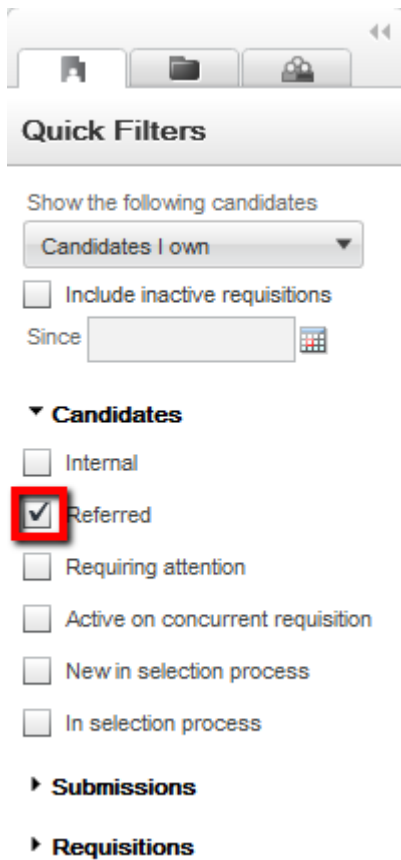 Quick Filters
Show the following candidates
Candidates I own
Include inactive requisitions
Since
Candidates
Internal
Referred
Requiring attention
Active on concurrent requisition
New in selection process
In selection process
Submissions
Requisitions